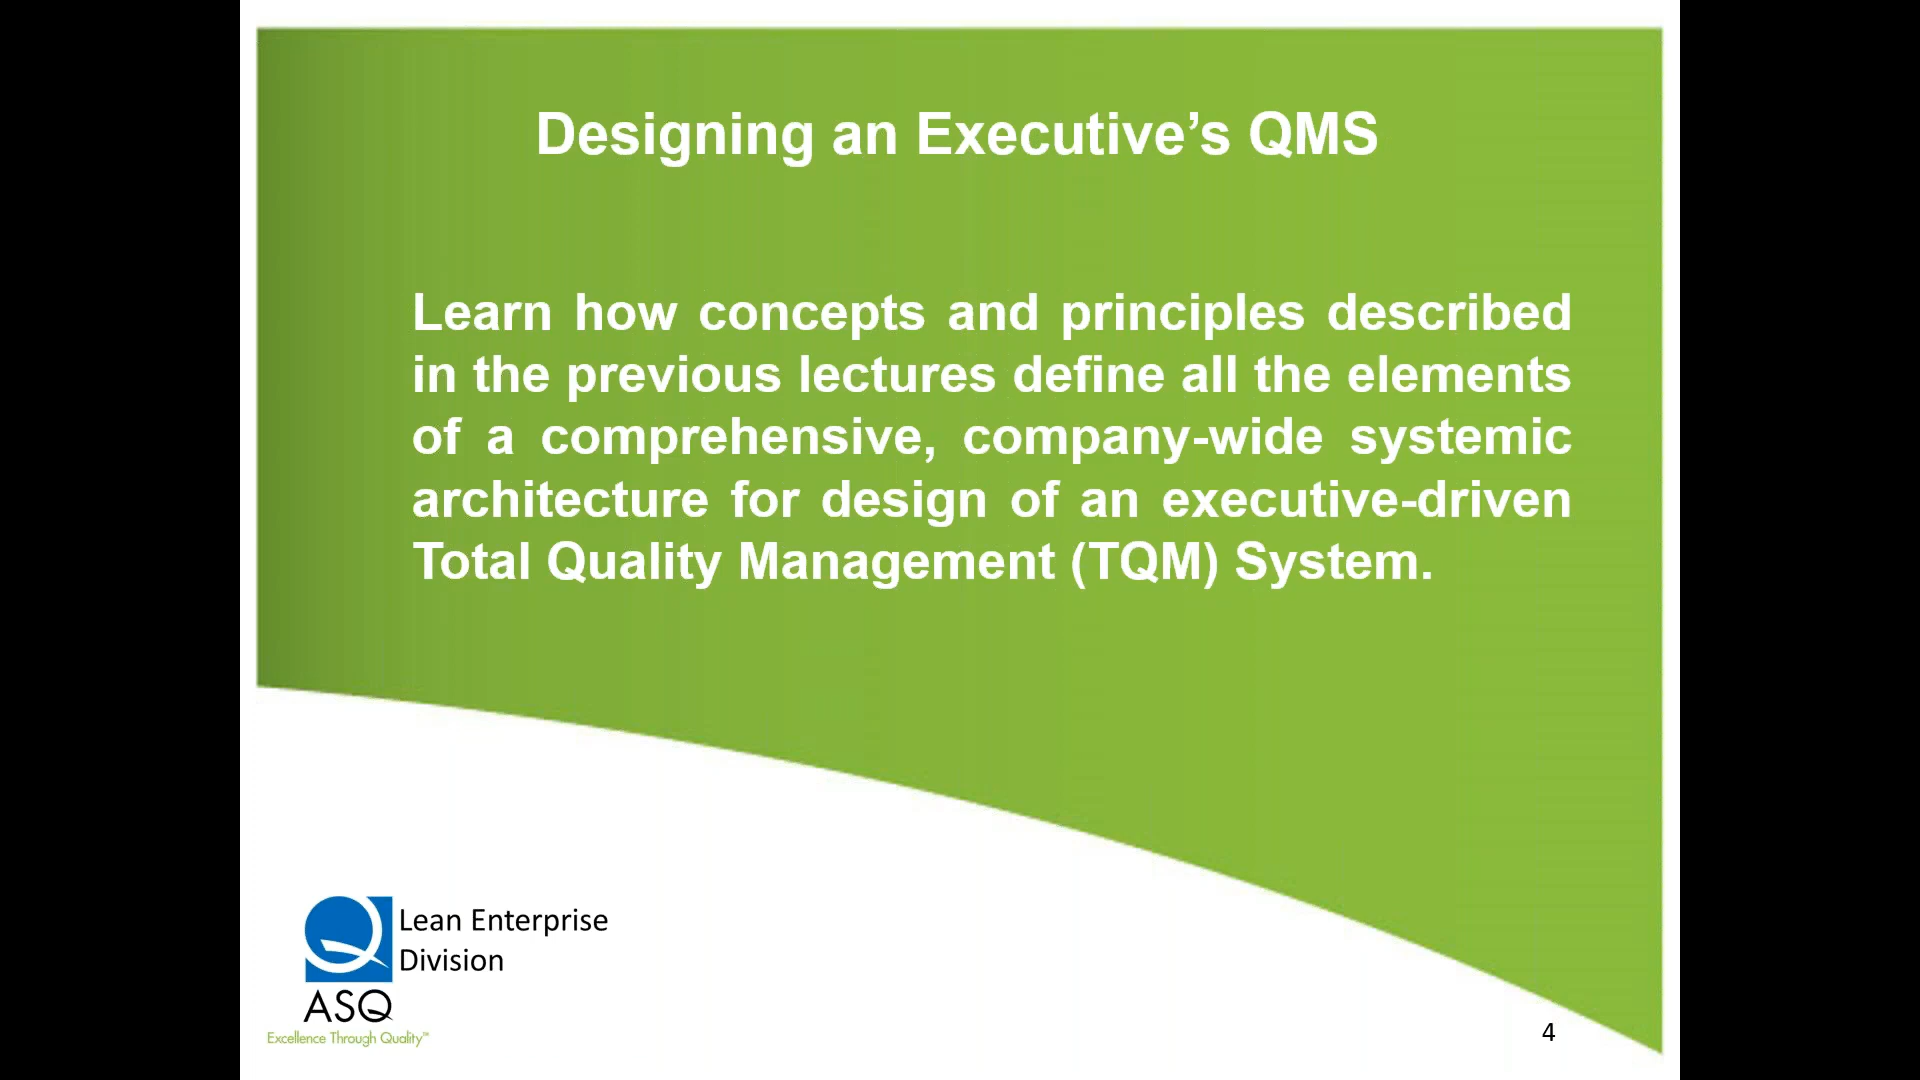 Designing an Executive’s QMS
Learn how concepts and principles described
in the previous lectures define all the elements
of a comprehensive, company-wide systemic
architecture for design of an executive-driven
Total Quality Management (TQM) System.
Lean Enterprise
Division
ASQ
Excellence Through Quality™
4